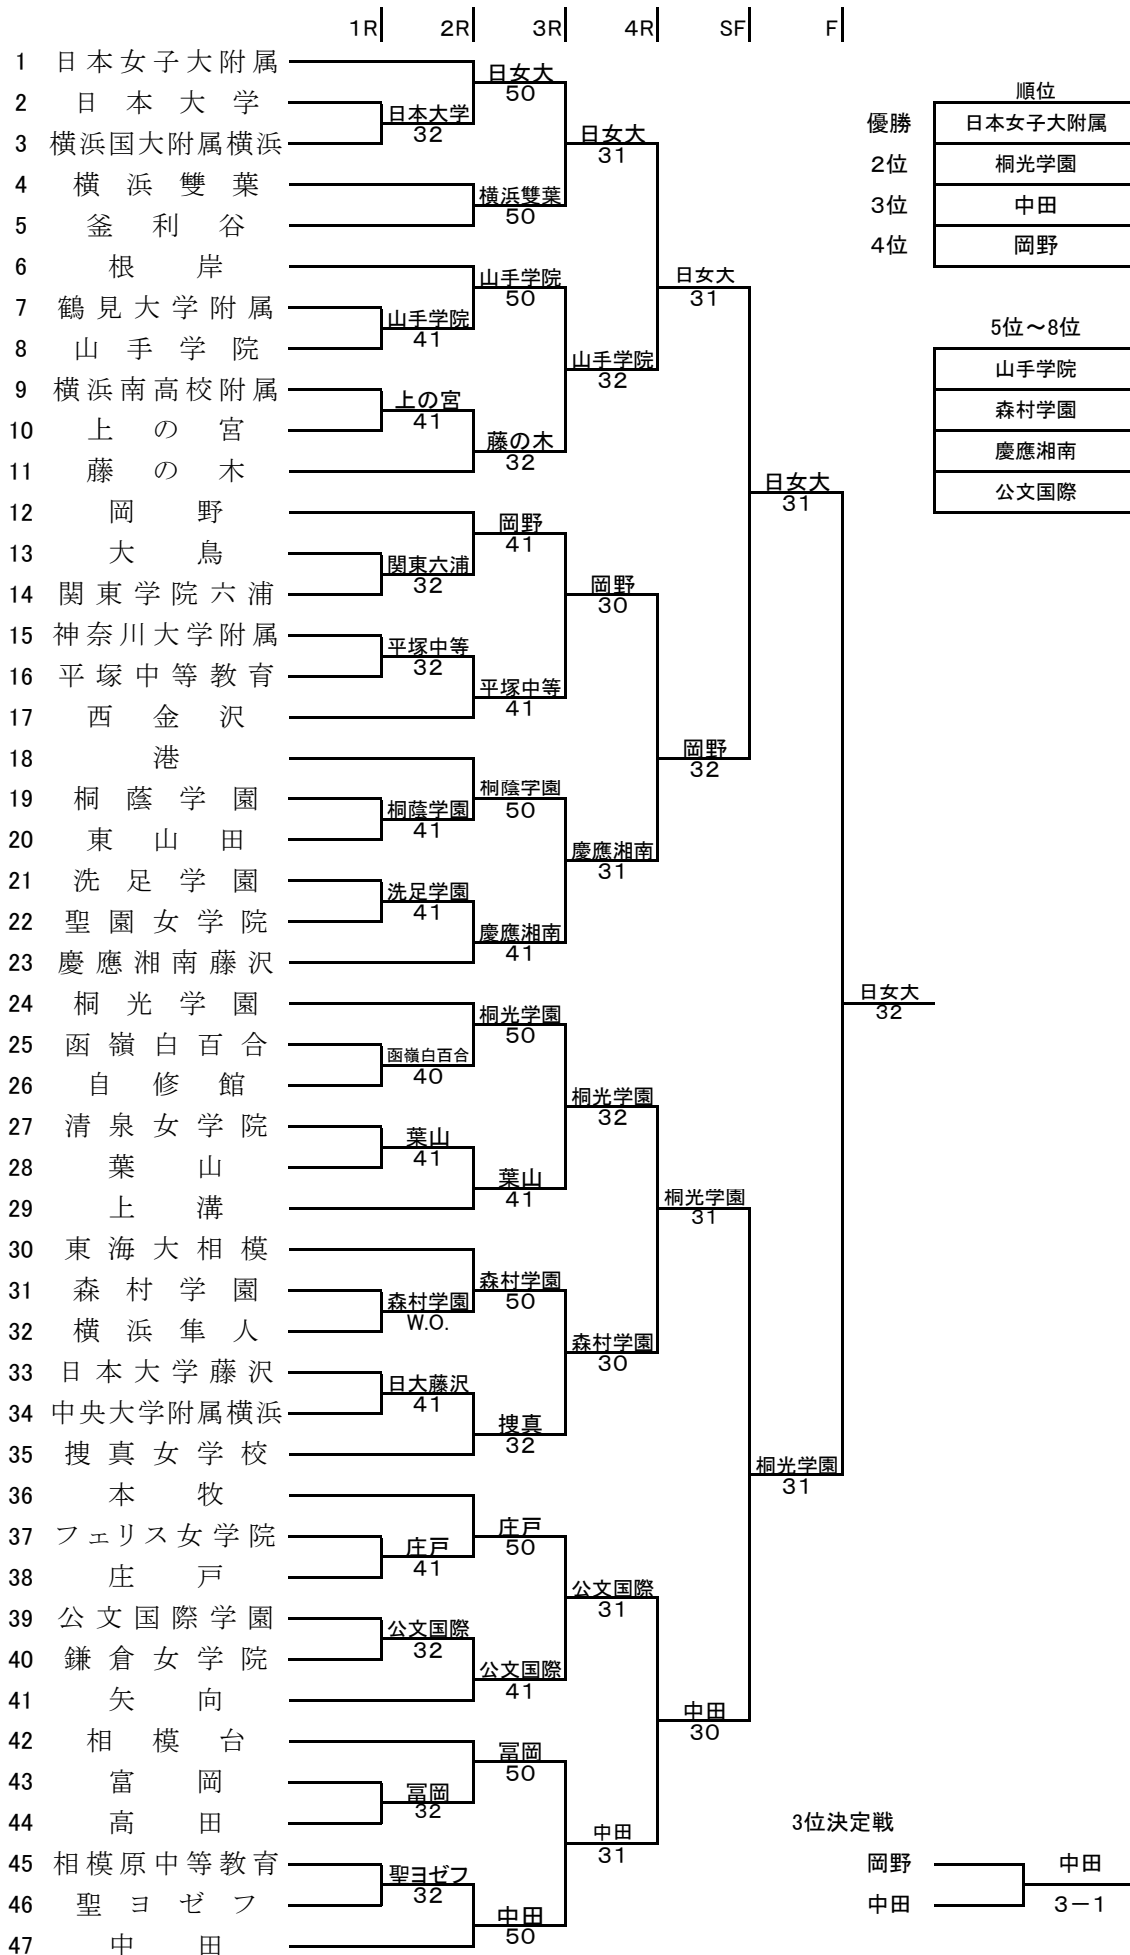 1R 2R 3R 4R SF F
1 日本女子大附属
2 日本大学
3 横浜国大附属横浜
4 横浜雙葉
5 釜利谷
6 根岸
7 鶴見大学附属
8 山手学院
9 横浜南高校附属
10 上の宮
11 藤の木
12 岡野
13 大鳥
14 関東学院六浦
15 神奈川大学附属
16 平塚中等教育
17 西金沢
18 港
19 桐蔭学園
20 東山田
21 洗足学園
22 聖園女学院
23 慶應湘南藤沢
24 桐光学園
25 函嶺白百合
26 自修館
27 清泉女学院
28 葉山
29 上溝
30 東海大相模
31 森村学園
32 横浜隼人
33 日本大学藤沢
34 中央大学附属横浜
35 捜真女学校
36 本牧
37 フェリス女学院
38 庄戸
39 公文国際学園
40 鎌倉女学院
41 矢向
42 相模台
43 富岡
44 高田
45 相模原中等教育
46 聖ヨゼフ
47 中田
日本大学
32
山手学院
41
上の宮
41
関東六浦
32
平塚中等
32
桐蔭学園
41
洗足学園
41
函嶺白百合
40
葉山
41
森村学園
W.O.
日大藤沢
41
庄戸
41
公文国際
32
冨岡
32
聖ヨゼフ
32
日女大
50
横浜雙葉
50
山手学院
50
藤の木
32
岡野
41
平塚中等
41
桐陰学園
50
慶應湘南
41
桐光学園
50
葉山
41
森村学園
50
捜真
32
庄戸
50
公文国際
41
冨岡
50
中田
50
日女大
31
山手学院
32
岡野
30
慶應湘南
31
桐光学園
32
森村学園
30
公文国際
31
中田
31
日女大
31
岡野
32
桐光学園
31
中田
30
日女大
31
桐光学園
31
日女大
32
順位
優勝 日本女子大附属
2位 桐光学園
3位 中田
4位 岡野
5位～8位
山手学院
森村学園
慶應湘南
公文国際
3位決定戦
岡野
中田
中田
3－1